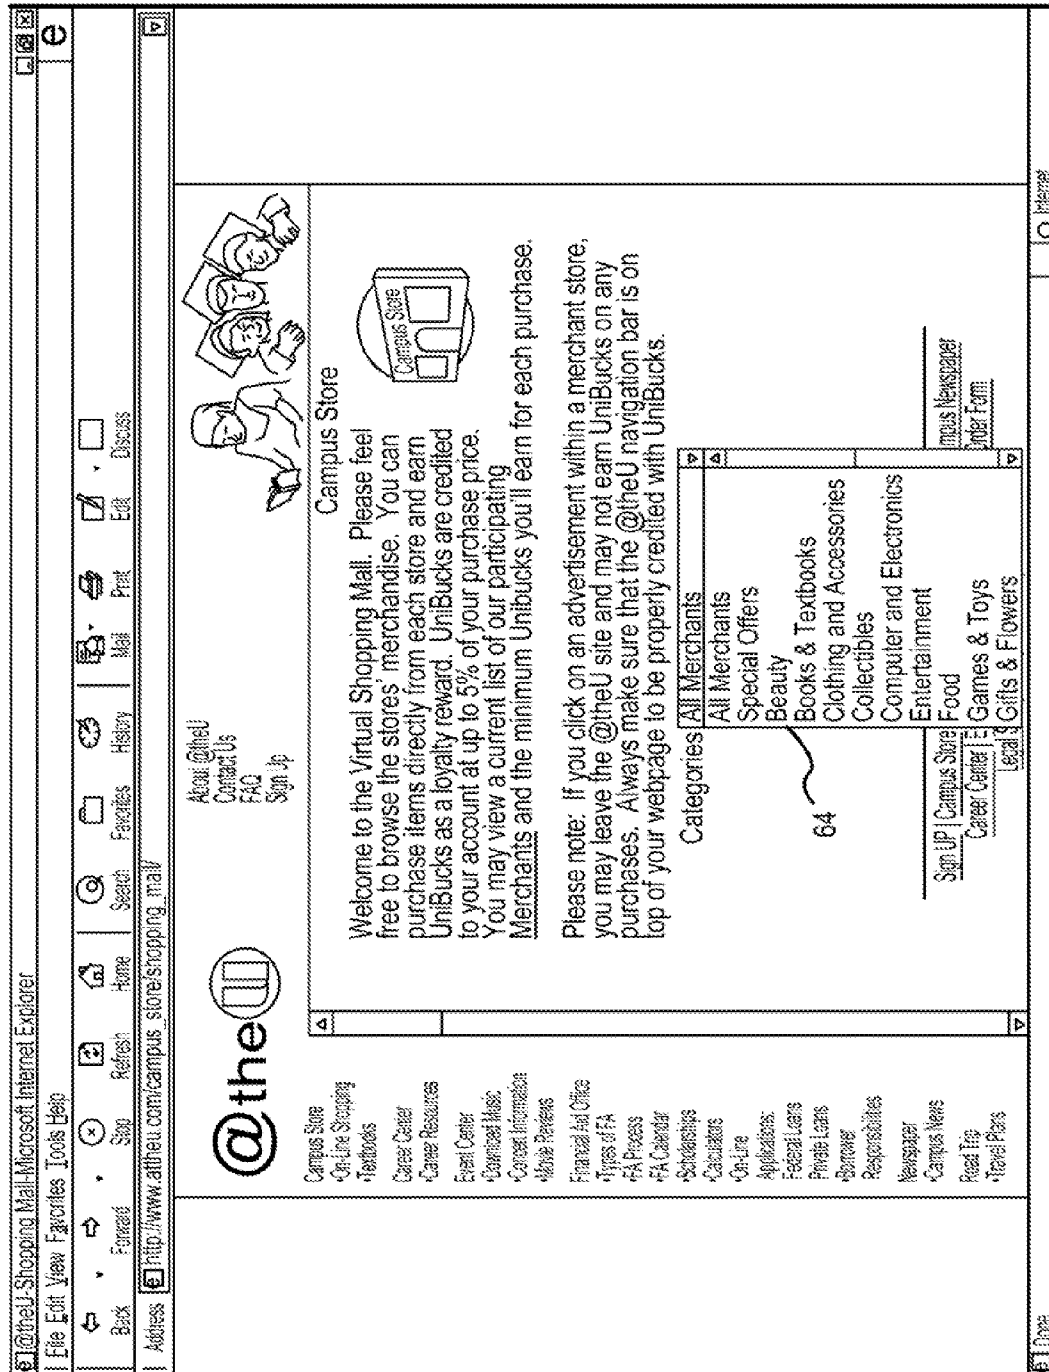 @theU-Shopping Mall-Microsoft Internet Explorer
File Edit View Favorites Tools Help
Back Forward Stop Refresh Home Search Favorites History Mail Print Edit Discuss
Address http://www.attheu.com/campus_store/shopping_mall/
@the
About @theU
Contact Us
FAQ
Sign Up
Campus Store
•On-Line Shopping
•Textbooks
Career Center
•Career Resources
Event Center
•Download Music
•Concert Information
•Movie Reviews
Financial Aid Office
•Types of FA
•FA Process
•FA Calendar
•Scholarships
•Calculators
•On-Line
Applications:
Federal Loans
Private Loans
•Borrower
Responsibilities
Newspaper
•Campus News
Road Trip
•Travel Plans
Campus Store
Welcome to the Virtual Shopping Mall. Please feel
free to browse the stores' merchandise. You can
purchase items directly from each store and earn
UniBucks as a loyalty reward. UniBucks are credited
to your account at up to 5% of your purchase price.
You may view a current list of our participating
Merchants and the minimum Unibucks you'll earn for each purchase.
Campus Store
Please note: If you click on an advertisement within a merchant store,
you may leave the @theU site and may not earn UniBucks on any
purchases. Always make sure that the @theU navigation bar is on
top of your webpage to be properly credited with UniBucks.
Categories All Merchants
All Merchants
Special Offers
Beauty
Books & Textbooks
Clothing and Accessories
Collectibles
Computer and Electronics
Entertainment
Food
Games & Toys
Gifts & Flowers
64
Sign UP | Campus Store mpus Newspaper
Career Center | E rder Form
Legal S
Done Internet